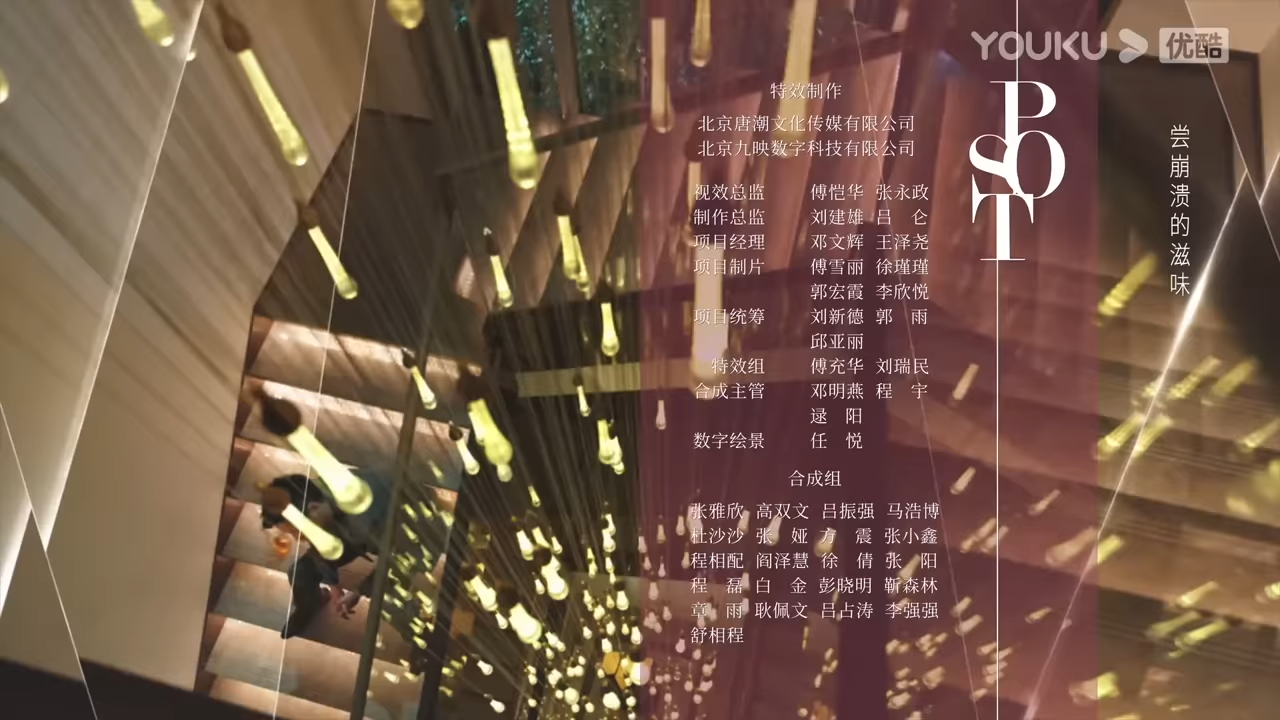 YOUKU 优酷
POST
尝崩溃的滋味
特效制作
北京唐潮文化传媒有限公司
北京九映数字科技有限公司
视效总监 傅恺华 张永政
制作总监 刘建雄 吕 仑
项目经理 邓文辉 王泽尧
项目制片 傅雪丽 徐瑾瑾
郭宏霞 李欣悦
项目统筹 刘新德 郭 雨
邱亚丽
特效组 傅充华 刘瑞民
合成主管 邓明燕 程 宇
逯 阳
数字绘景 任 悦
合成组
张雅欣 高双文 吕振强 马浩博
杜沙沙 张 娅 方 震 张小鑫
程相配 阎泽慧 徐 倩 张 阳
程 磊 白 金 彭晓明 靳森林
章 雨 耿佩文 吕占涛 李强强
舒相程